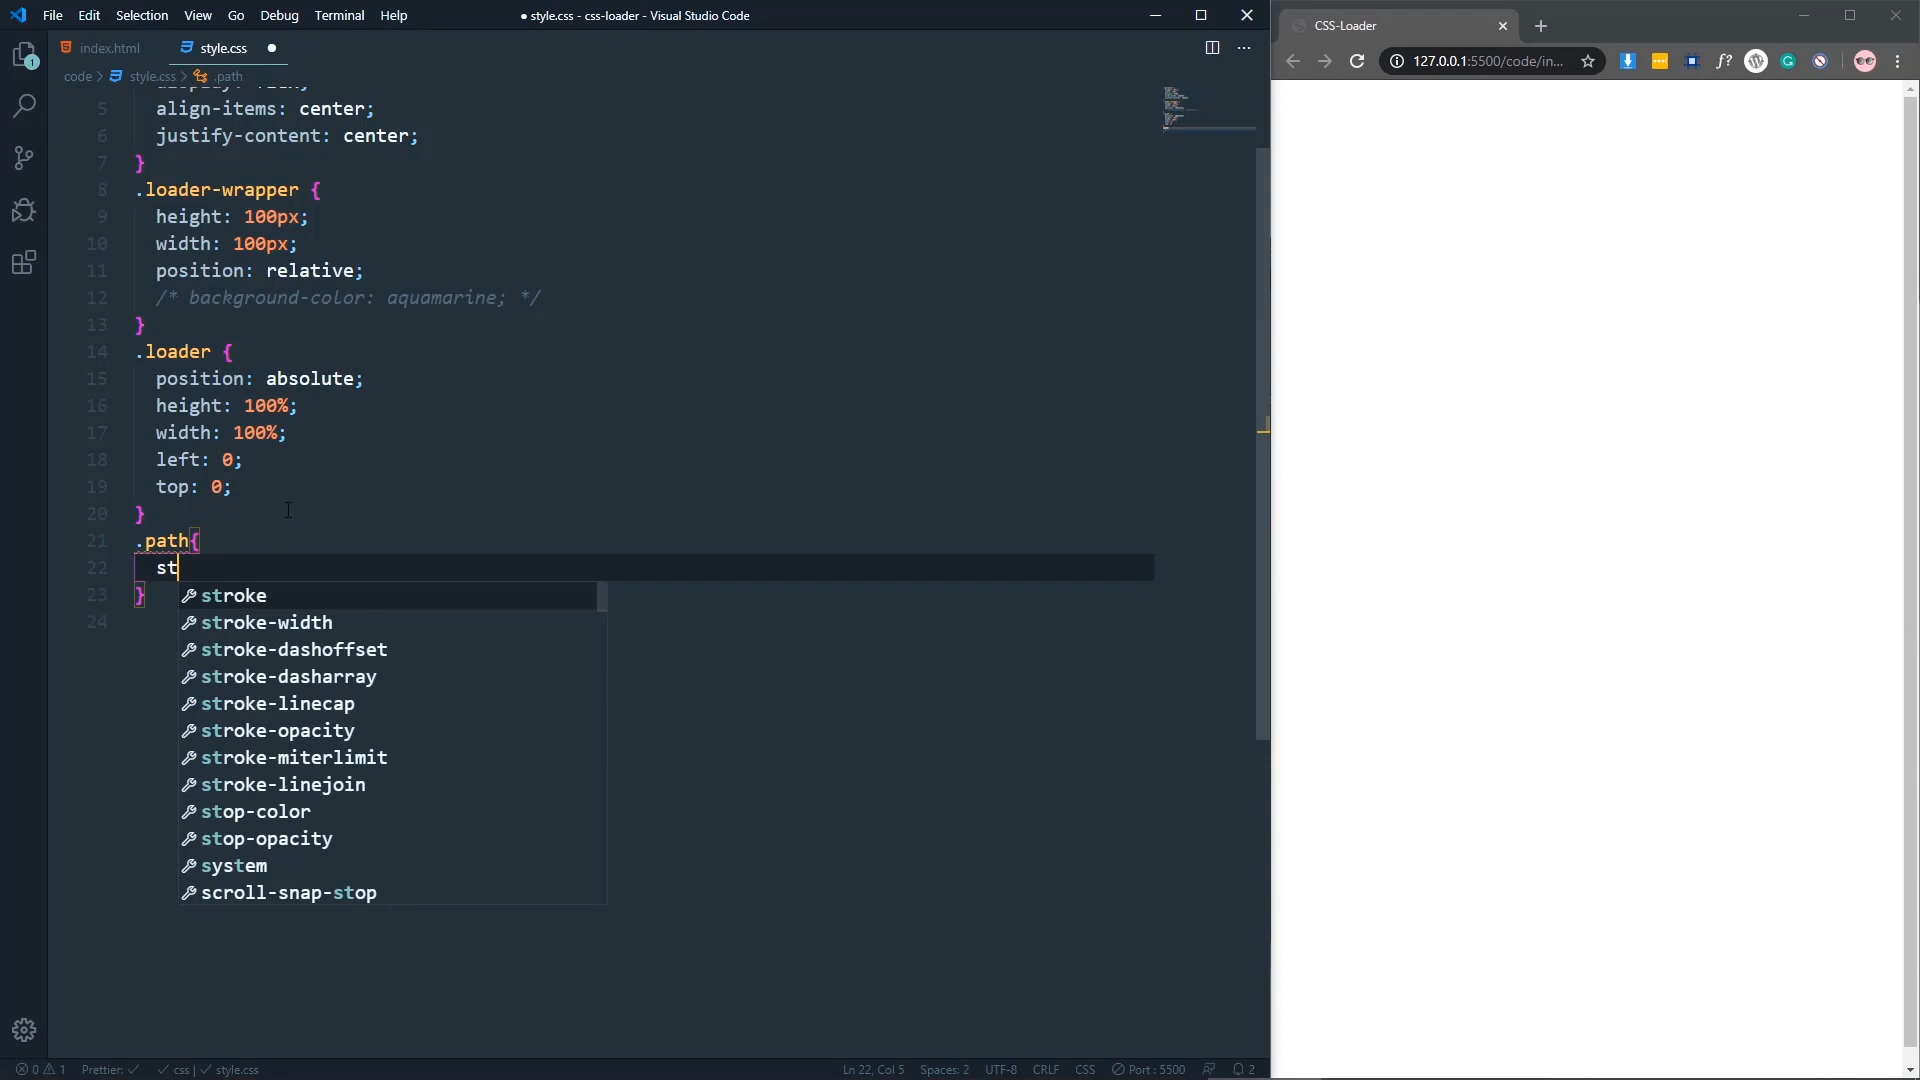 File Edit Selection View Go Debug Terminal Help
● style.css - css-loader - Visual Studio Code
CSS-Loader
index.html
style.css
127.0.0.1:5500/code/in...
f?
code > style.css > .path
1
5 align-items: center;
6 justify-content: center;
7 }
8 .loader-wrapper {
9 height: 100px;
10 width: 100px;
11 position: relative;
12 /* background-color: aquamarine; */
13 }
14 .loader {
15 position: absolute;
16 height: 100%;
17 width: 100%;
18 left: 0;
19 top: 0;
20 }
21 .path{
22 st
23 }
24
stroke
stroke-width
stroke-dashoffset
stroke-dasharray
stroke-linecap
stroke-opacity
stroke-miterlimit
stroke-linejoin
stop-color
stop-opacity
system
scroll-snap-stop
0 1 Prettier: ✓ ✓ css | ✓ style.css Ln 22, Col 5 Spaces: 2 UTF-8 CRLF CSS Port : 5500 2